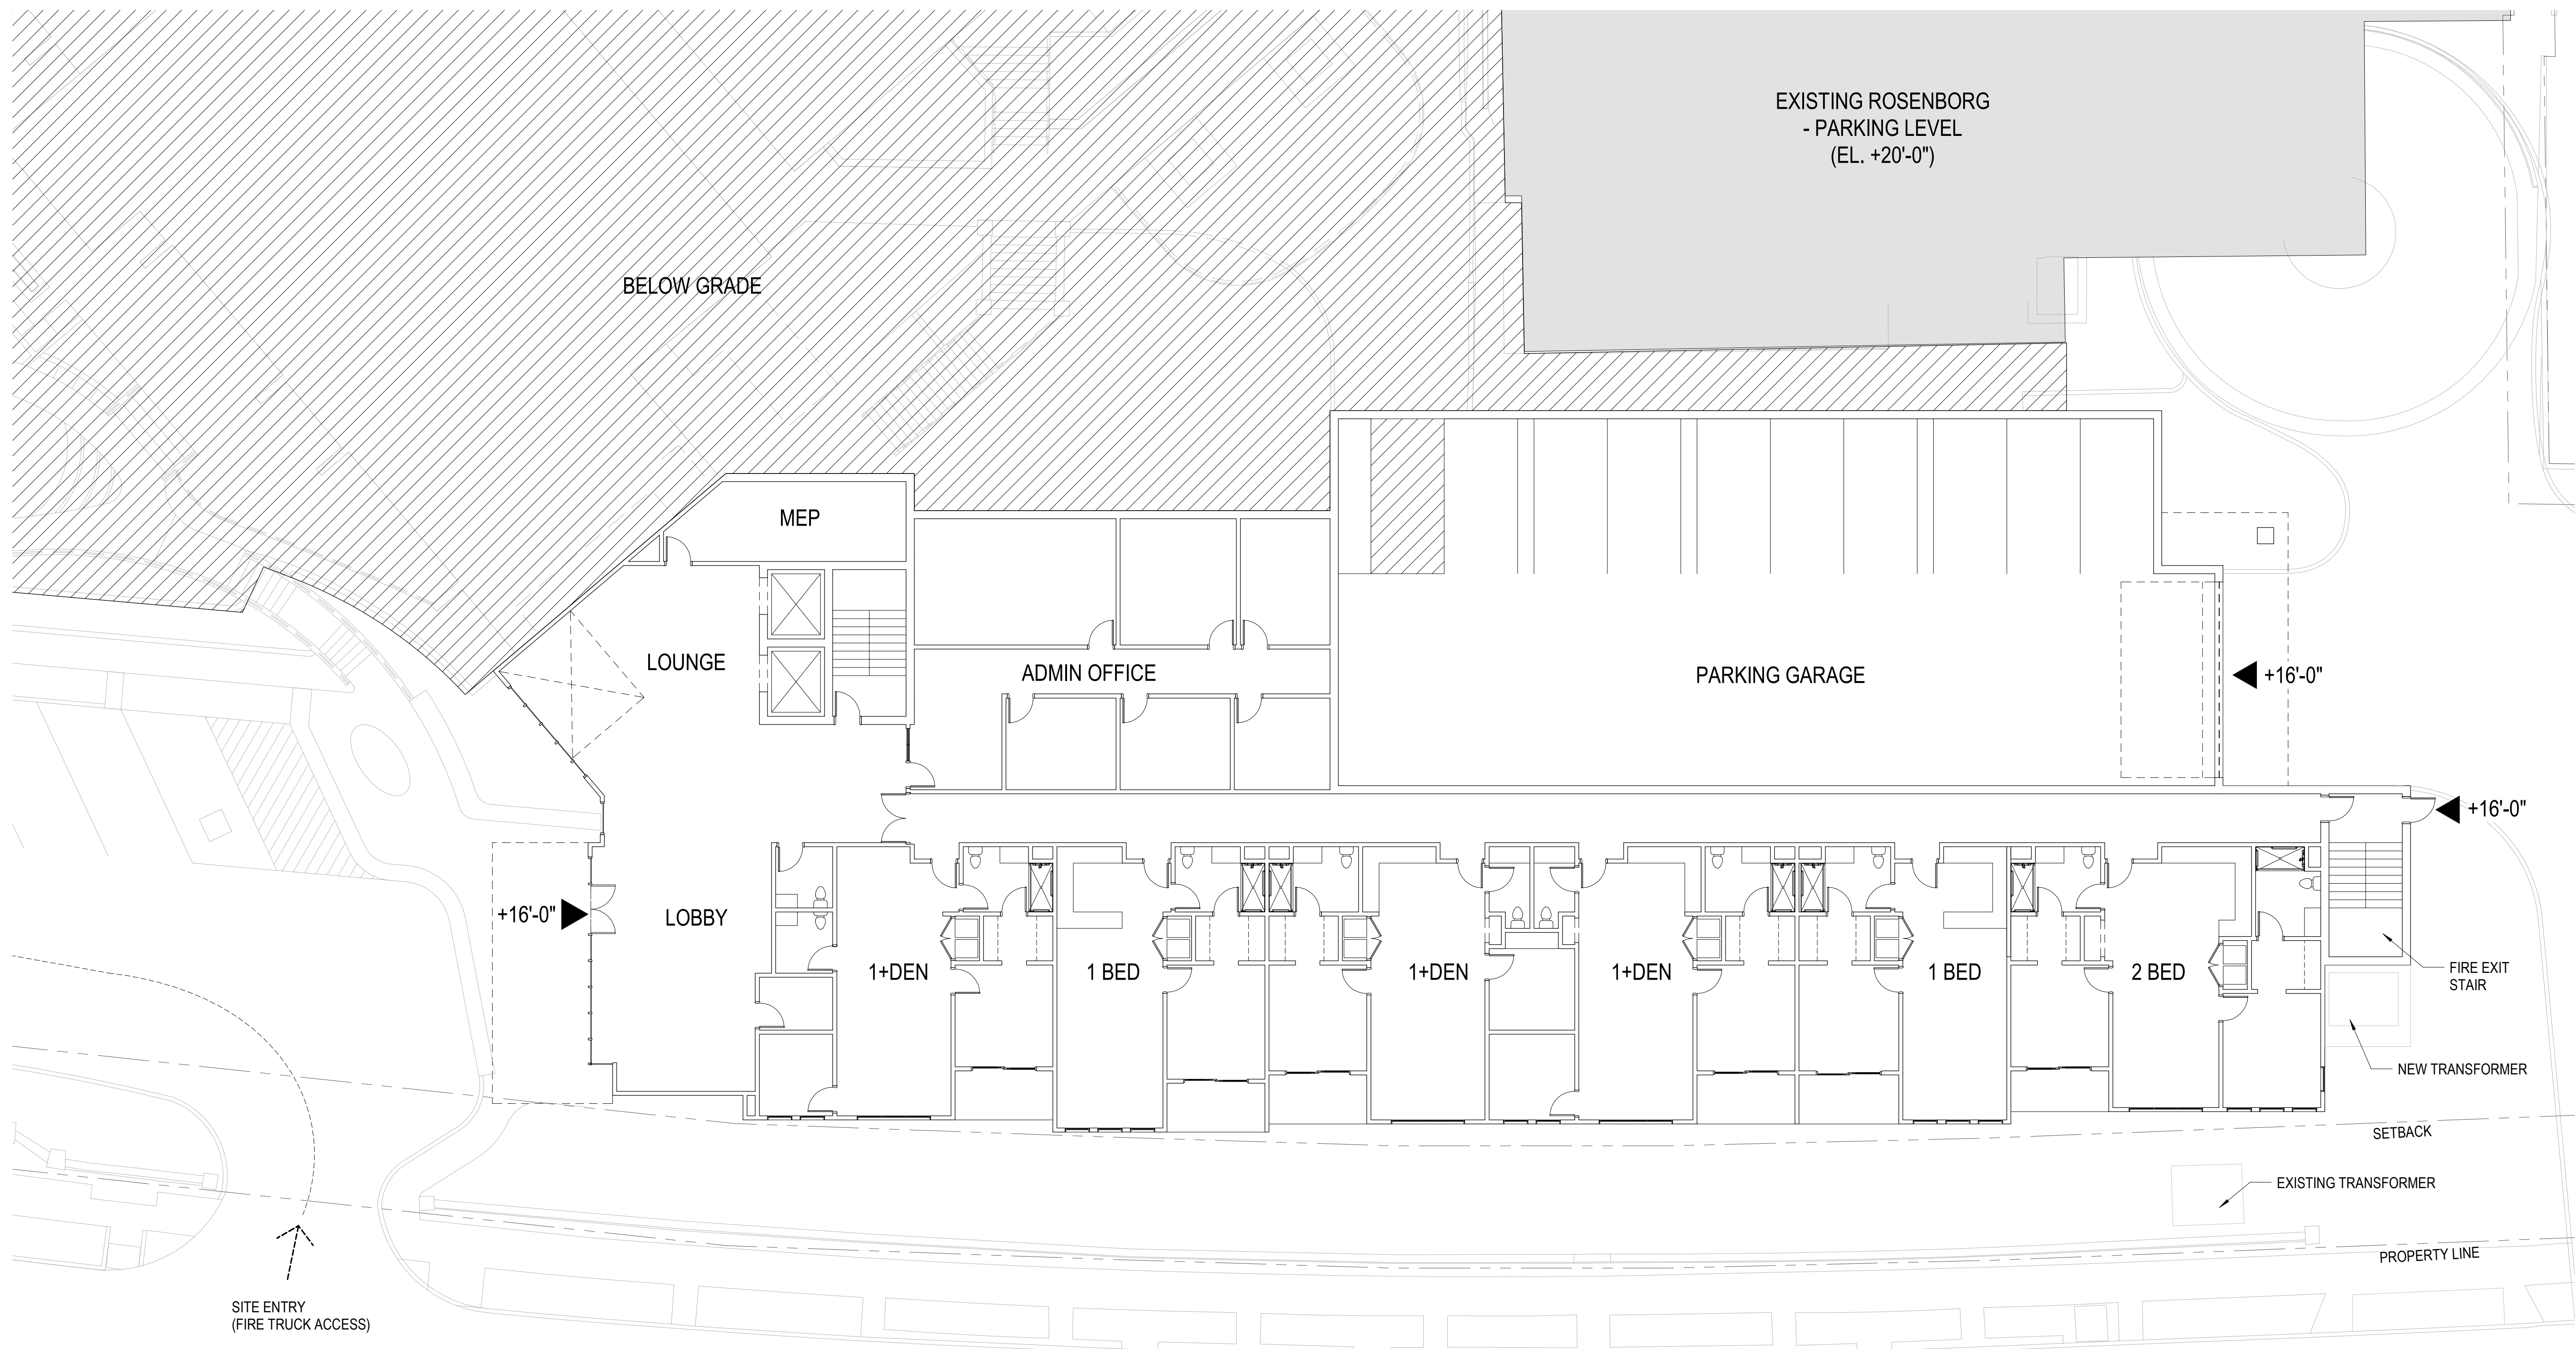 EXISTING ROSENBORG
- PARKING LEVEL
(EL. +20'-0")
BELOW GRADE
MEP
LOUNGE
ADMIN OFFICE
PARKING GARAGE
+16'-0"
+16'-0"
+16'-0"
LOBBY
1+DEN
1 BED
1+DEN
1+DEN
1 BED
2 BED
FIRE EXIT
STAIR
NEW TRANSFORMER
SETBACK
EXISTING TRANSFORMER
PROPERTY LINE
SITE ENTRY
(FIRE TRUCK ACCESS)